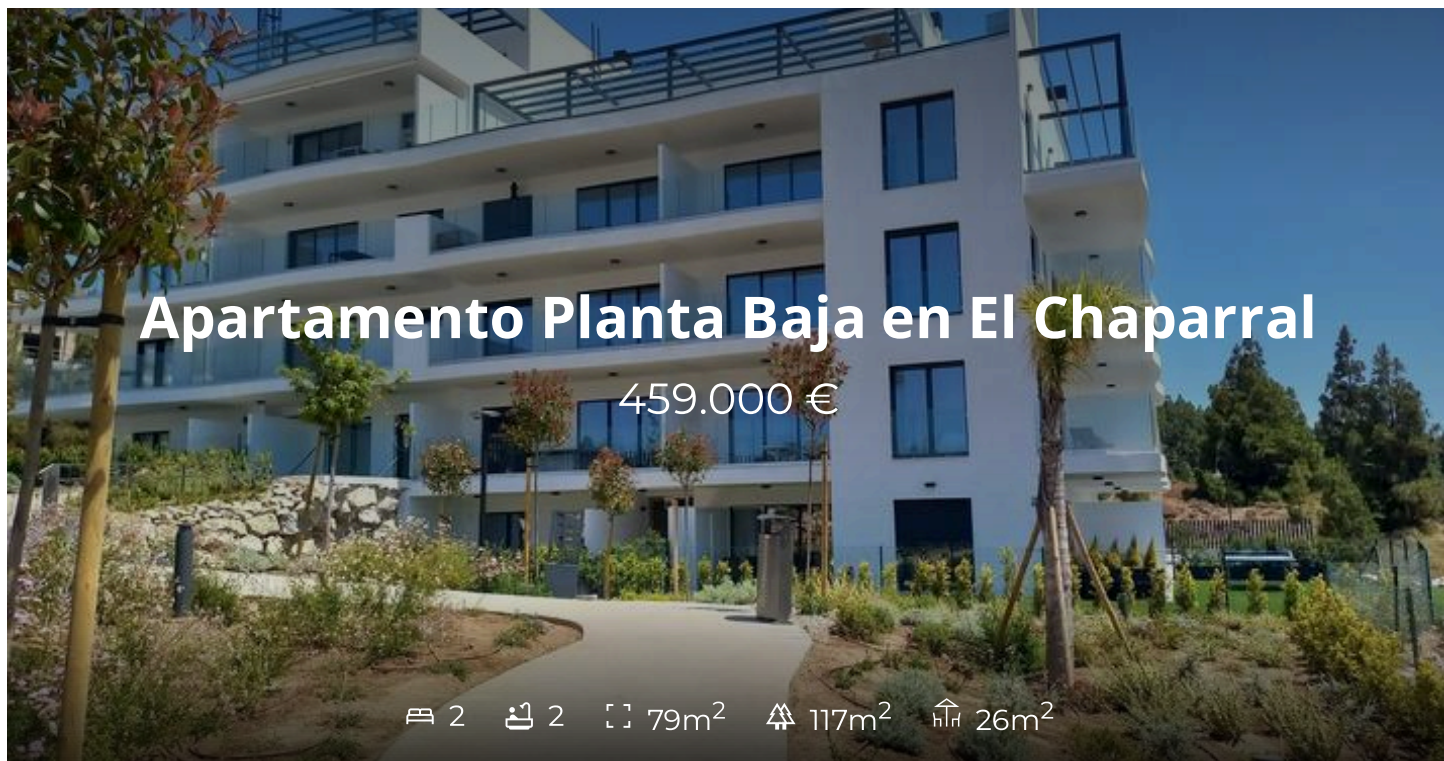 Apartamento Planta Baja en El Chaparral
459.000 €
2 2 79m² 117m² 26m²